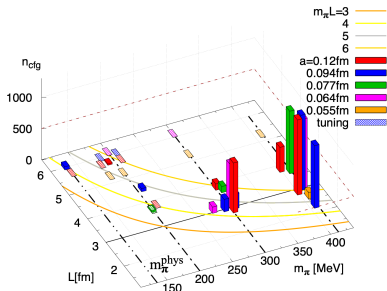 m_πL=3
4
5
6
a=0.12fm
0.094fm
0.077fm
0.064fm
0.055fm
tuning
n_cfg
1000
500
0
6
5
4
3
2
L[fm]
m_π^phys
150
200
250
300
350
400
m_π [MeV]